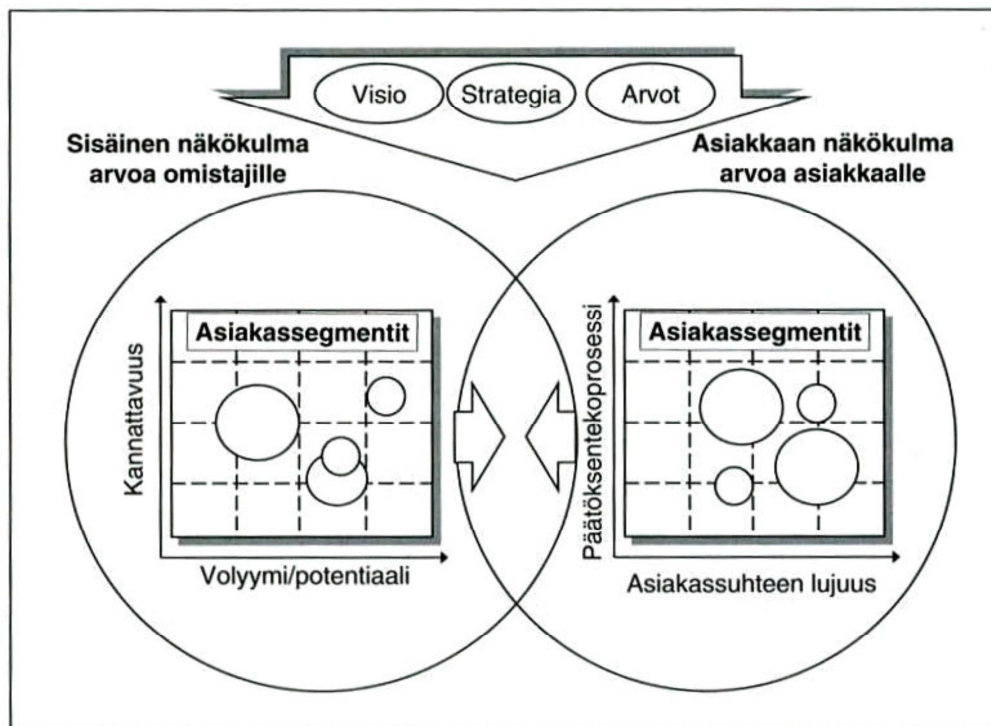 Visio
Strategia
Arvot
Sisäinen näkökulma
arvoa omistajille
Asiakkaan näkökulma
arvoa asiakkaalle
Asiakassegmentit
Kannattavuus
Volyymi/potentiaali
Asiakassegmentit
Päätöksentekoprosessi
Asiakassuhteen lujuus